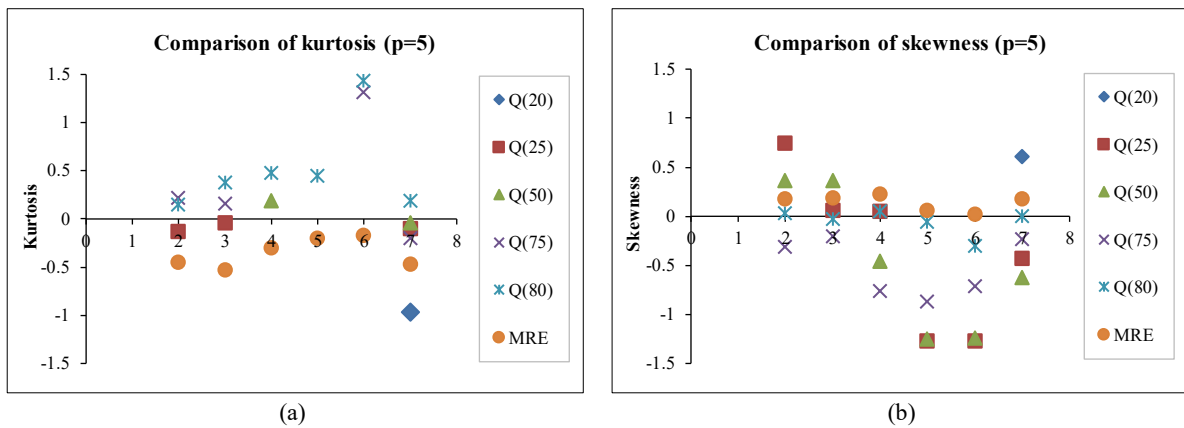 Comparison of kurtosis (p=5)
Kurtosis
1.5
1
0.5
0
-0.5
-1
-1.5
0 1 2 3 4 5 6 7 8
Q(20)
Q(25)
Q(50)
Q(75)
Q(80)
MRE
(a)
Comparison of skewness (p=5)
Skewness
1.5
1
0.5
0
-0.5
-1
-1.5
0 1 2 3 4 5 6 7 8
Q(20)
Q(25)
Q(50)
Q(75)
Q(80)
MRE
(b)